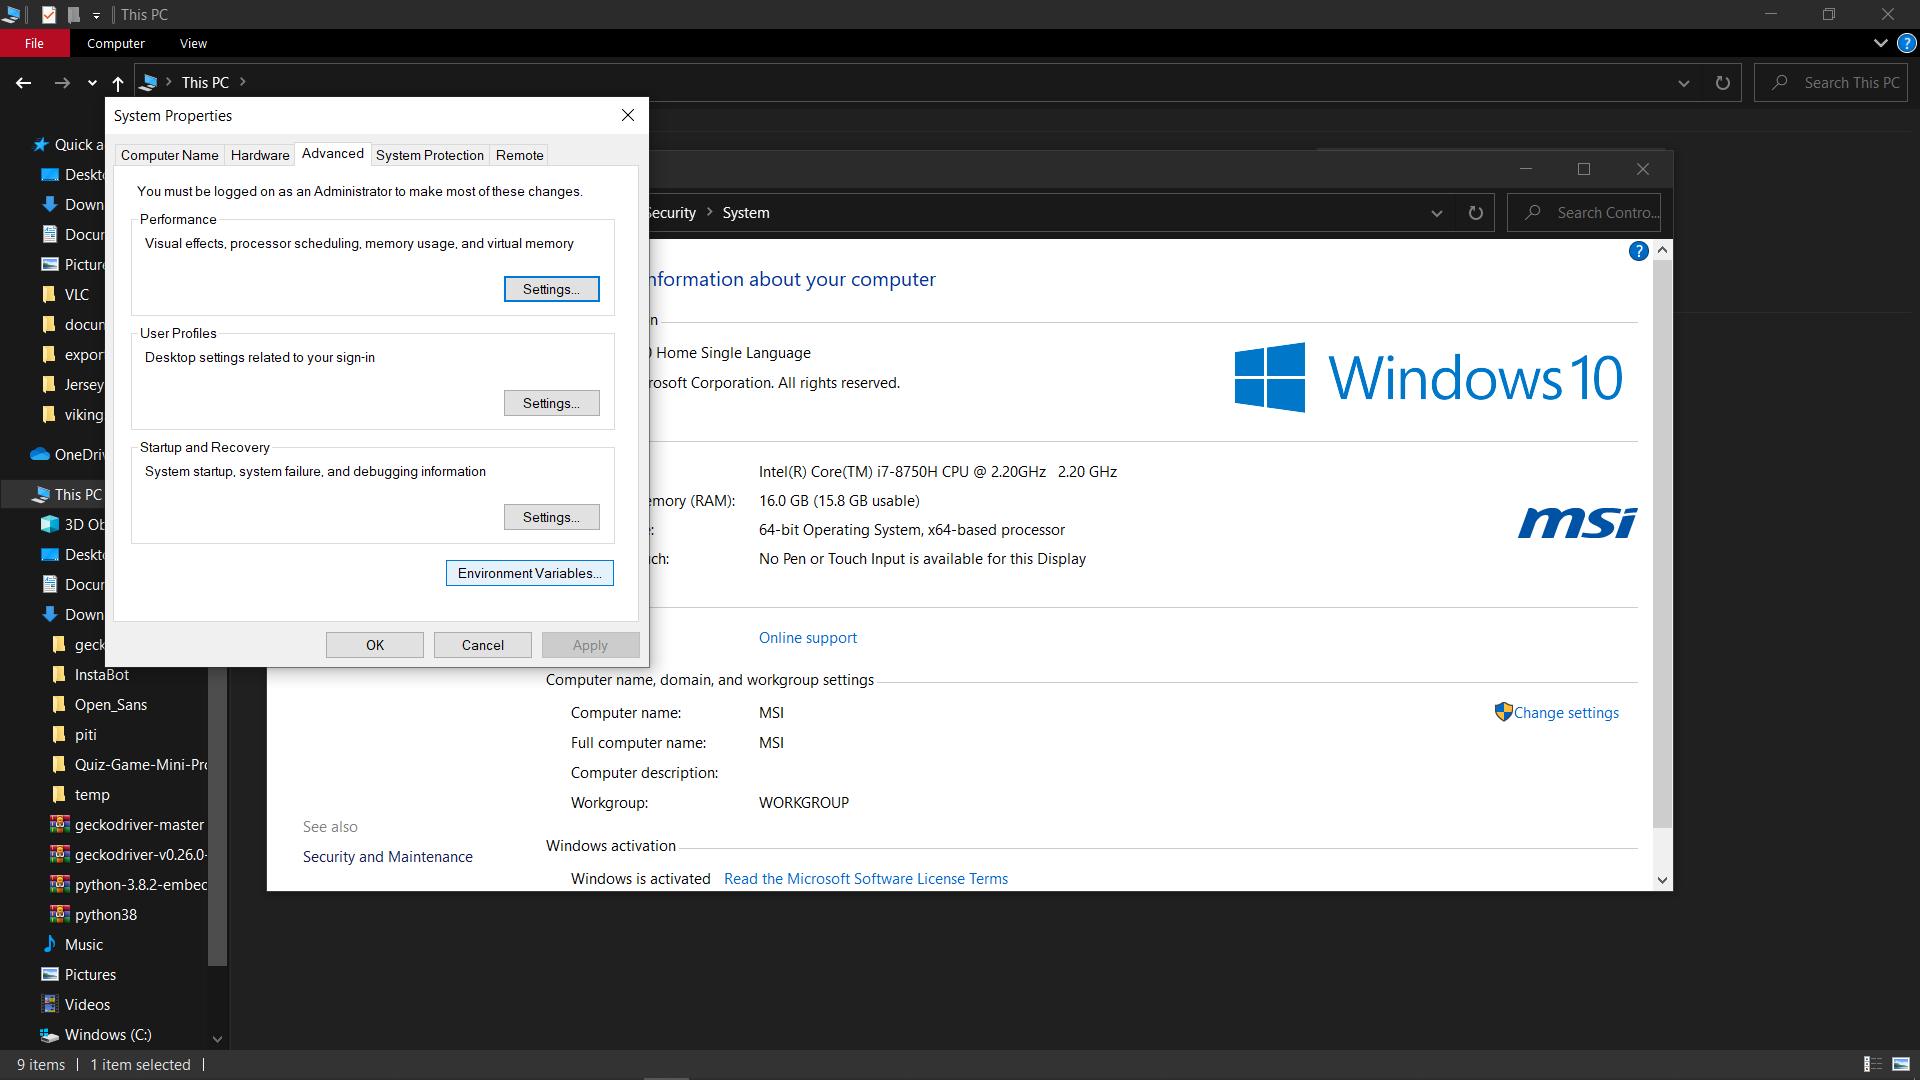 This PC
File
Computer
View
This PC
Search This PC
System Properties
Computer Name
Hardware
Advanced
System Protection
Remote
You must be logged on as an Administrator to make most of these changes.
Performance
Visual effects, processor scheduling, memory usage, and virtual memory
Settings...
User Profiles
Desktop settings related to your sign-in
Settings...
Startup and Recovery
System startup, system failure, and debugging information
Settings...
Environment Variables...
OK
Cancel
Apply
Quick a
Deskt
Down
Docur
Picture
VLC
docun
expor
Jersey
viking
OneDriv
This PC
3D Ob
Deskt
Docur
Down
geck
InstaBot
Open_Sans
piti
Quiz-Game-Mini-Pro
temp
geckodriver-master
geckodriver-v0.26.0-
python-3.8.2-embec
python38
Music
Pictures
Videos
Windows (C:)
9 items
1 item selected
Security
System
Search Contro...
nformation about your computer
n
0 Home Single Language
rosoft Corporation. All rights reserved.
Windows 10
Intel(R) Core(TM) i7-8750H CPU @ 2.20GHz 2.20 GHz
emory (RAM):
16.0 GB (15.8 GB usable)
e:
64-bit Operating System, x64-based processor
uch:
No Pen or Touch Input is available for this Display
msi
Online support
Computer name, domain, and workgroup settings
Computer name:
MSI
Change settings
Full computer name:
MSI
Computer description:
Workgroup:
WORKGROUP
See also
Security and Maintenance
Windows activation
Windows is activated
Read the Microsoft Software License Terms